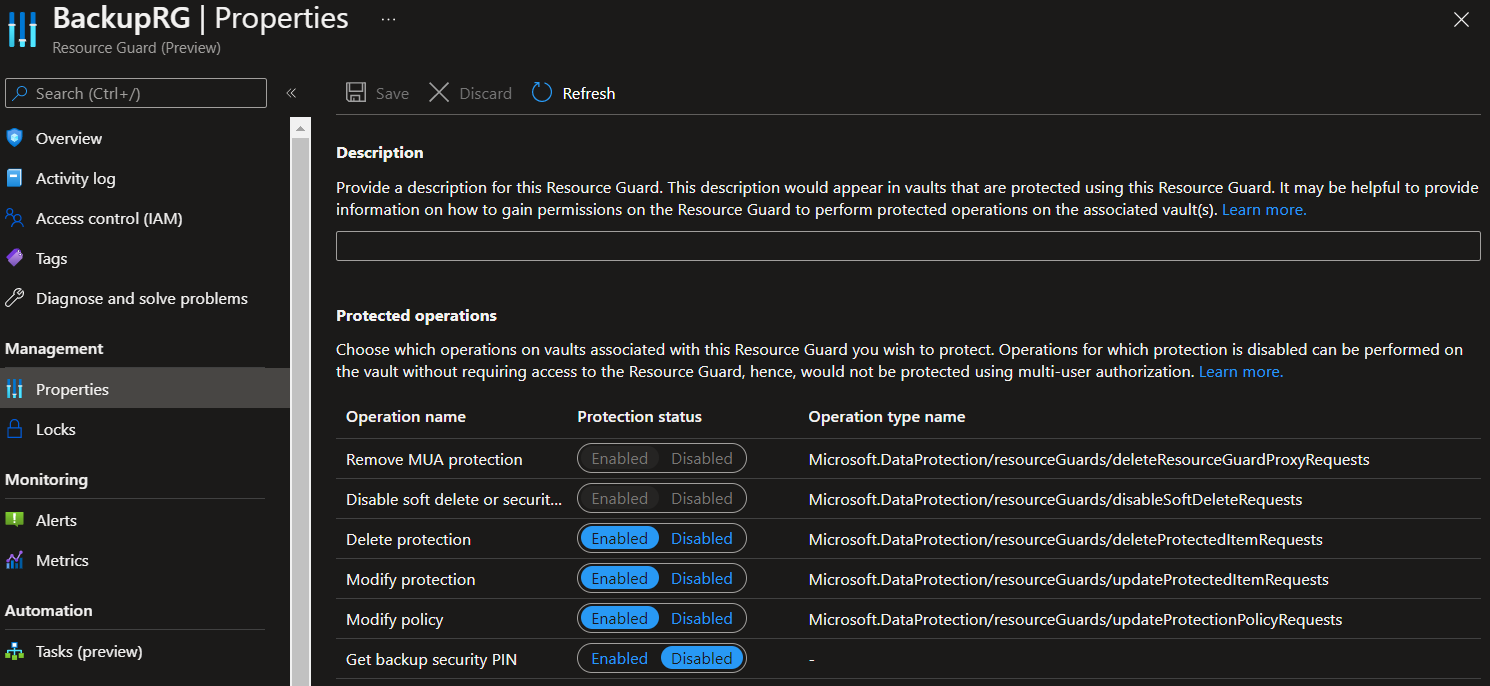 BackupRG | Properties ...
Resource Guard (Preview)
Search (Ctrl+/)
«
Save
Discard
Refresh
Overview
Activity log
Access control (IAM)
Tags
Diagnose and solve problems
Management
Properties
Locks
Monitoring
Alerts
Metrics
Automation
Tasks (preview)
Description
Provide a description for this Resource Guard. This description would appear in vaults that are protected using this Resource Guard. It may be helpful to provide
information on how to gain permissions on the Resource Guard to perform protected operations on the associated vault(s). Learn more.
Protected operations
Choose which operations on vaults associated with this Resource Guard you wish to protect. Operations for which protection is disabled can be performed on
the vault without requiring access to the Resource Guard, hence, would not be protected using multi-user authorization. Learn more.
Operation name Protection status Operation type name
Remove MUA protection Enabled Disabled Microsoft.DataProtection/resourceGuards/deleteResourceGuardProxyRequests
Disable soft delete or securit... Enabled Disabled Microsoft.DataProtection/resourceGuards/disableSoftDeleteRequests
Delete protection Enabled Disabled Microsoft.DataProtection/resourceGuards/deleteProtectedItemRequests
Modify protection Enabled Disabled Microsoft.DataProtection/resourceGuards/updateProtectedItemRequests
Modify policy Enabled Disabled Microsoft.DataProtection/resourceGuards/updateProtectionPolicyRequests
Get backup security PIN Enabled Disabled -